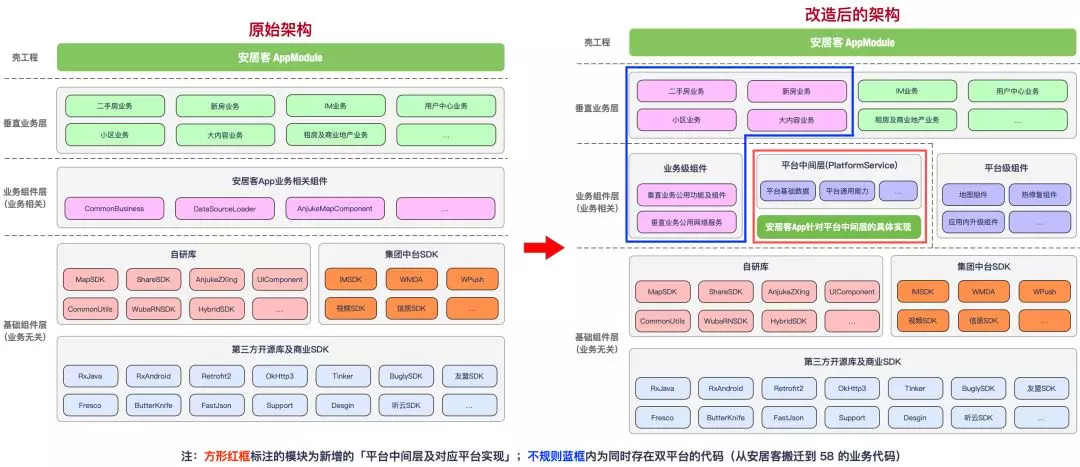 原始架构
壳工程
安居客 AppModule
垂直业务层
二手房业务
新房业务
IM业务
用户中心业务
小区业务
大内容业务
租房及商业地产业务
...
业务组件层
(业务相关)
安居客App业务相关组件
CommonBusiness
DataSourceLoader
AnjukeMapComponent
...
基础组件层
(业务无关)
自研库
MapSDK
ShareSDK
AnjukeZXing
UIComponent
CommonUtils
WubaRNSDK
HybridSDK
...
集团中台SDK
IMSDK
WMDA
WPush
视频SDK
信质SDK
...
第三方开源库及商业SDK
RxJava
RxAndroid
Retrofit2
OkHttp3
Tinker
BuglySDK
友盟SDK
Fresco
ButterKnife
FastJson
Support
Desgin
听云SDK
...
改造后的架构
壳工程
安居客 AppModule
垂直业务层
二手房业务
新房业务
IM业务
用户中心业务
小区业务
大内容业务
租房及商业地产业务
...
业务组件层
(业务相关)
业务级组件
垂直业务公用功能及组件
垂直业务公用网络服务
平台中间层(PlatformService)
平台基础数据
平台通用能力
...
安居客App针对平台中间层的具体实现
平台级组件
地图组件
热修复组件
应用内升级组件
...
基础组件层
(业务无关)
自研库
MapSDK
ShareSDK
AnjukeZXing
UIComponent
CommonUtils
WubaRNSDK
HybridSDK
...
集团中台SDK
IMSDK
WMDA
WPush
视频SDK
信质SDK
...
第三方开源库及商业SDK
RxJava
RxAndroid
Retrofit2
OkHttp3
Tinker
BuglySDK
友盟SDK
Fresco
ButterKnife
FastJson
Support
Desgin
听云SDK
...
注：方形红框标注的模块为新增的「平台中间层及对应平台实现」；不规则蓝框内为同时存在双平台的代码（从安居客搬迁到 58 的业务代码）